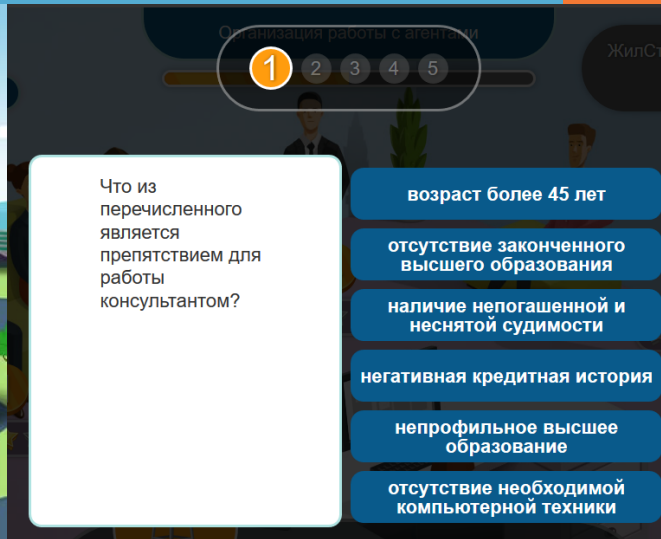 Организация работы с агентами
ЖилСт
1 2 3 4 5
Что из
перечисленного
является
препятствием для
работы
консультантом?
возраст более 45 лет
отсутствие законченного
высшего образования
наличие непогашенной и
неснятой судимости
негативная кредитная история
непрофильное высшее
образование
отсутствие необходимой
компьютерной техники